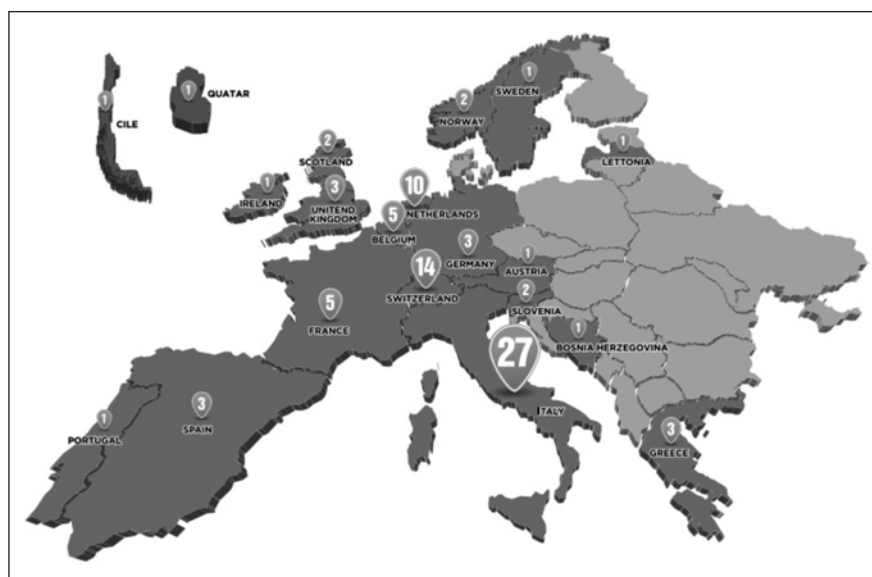 1
CILE
1
QUATAR
2
NORWAY
1
SWEDEN
1
LETTONIA
2
SCOTLAND
1
IRELAND
3
UNITEND
KINGDOM
10
NETHERLANDS
5
BELGIUM
3
GERMANY
14
SWITZERLAND
1
AUSTRIA
2
SLOVENIA
5
FRANCE
1
BOSNIA HERZEGOVINA
27
ITALY
1
PORTUGAL
3
SPAIN
3
GREECE